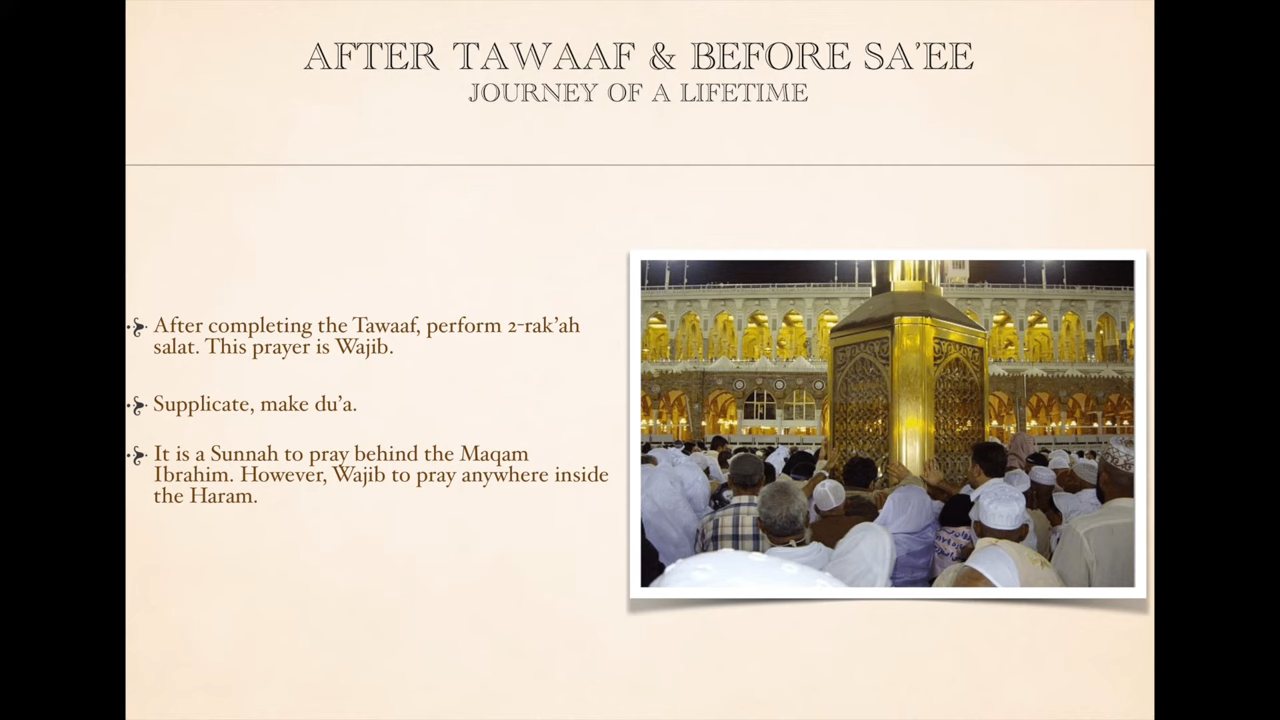 AFTER TAWAAF & BEFORE SA'EE
JOURNEY OF A LIFETIME
After completing the Tawaaf, perform 2-rak'ah
salat. This prayer is Wajib.
Supplicate, make du'a.
It is a Sunnah to pray behind the Maqam
Ibrahim. However, Wajib to pray anywhere inside
the Haram.